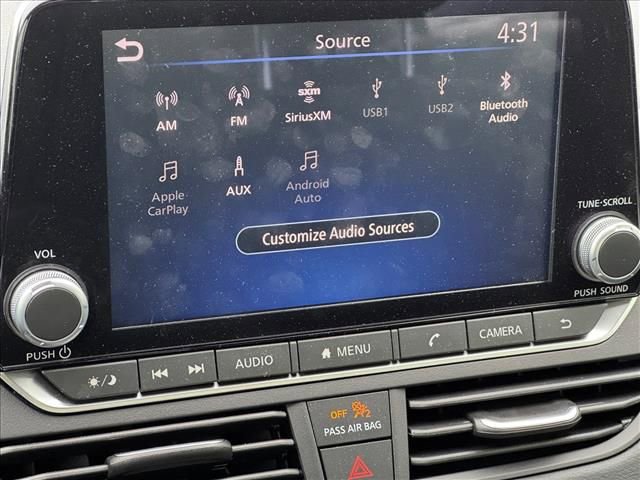 Source
4:31
AM
FM
sxm
SiriusXM
USB1
USB2
Bluetooth
Audio
Apple
CarPlay
AUX
Android
Auto
Customize Audio Sources
VOL
PUSH
TUNE·SCROLL
PUSH SOUND
AUDIO
MENU
CAMERA
OFF 2
PASS AIR BAG